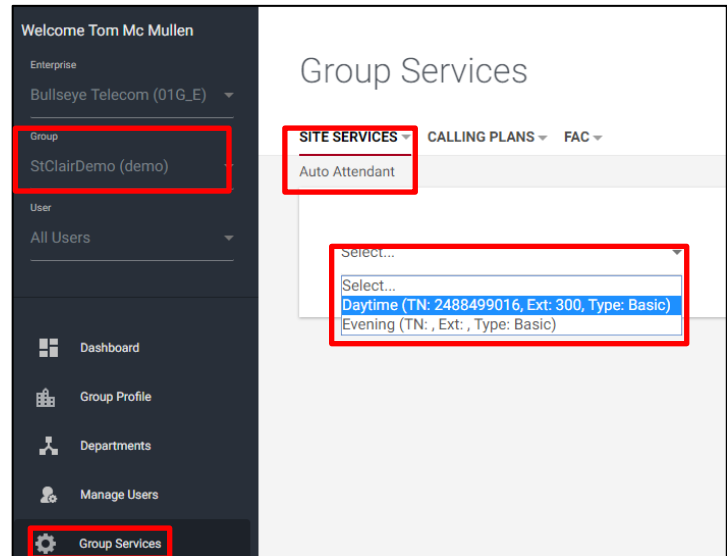 Welcome Tom Mc Mullen
Enterprise
Bullseye Telecom (01G_E)
Group
StClairDemo (demo)
User
All Users
Dashboard
Group Profile
Departments
Manage Users
Group Services
Group Services
SITE SERVICES CALLING PLANS FAC
Auto Attendant
Select...
Select...
Daytime (TN: 2488499016, Ext: 300, Type: Basic)
Evening (TN: , Ext: , Type: Basic)